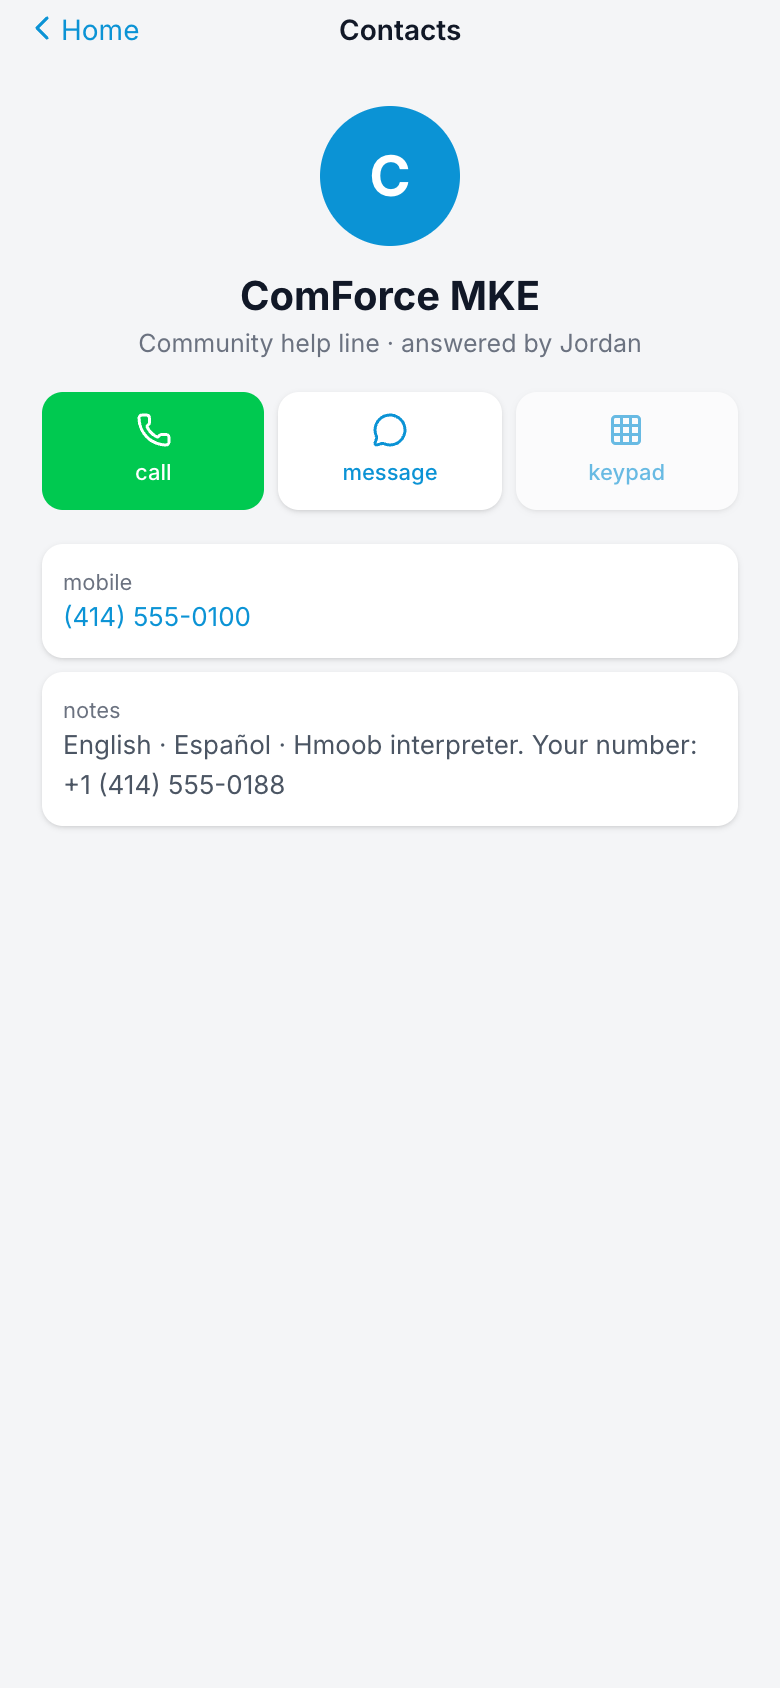 Home
Contacts
C
ComForce MKE
Community help line · answered by Jordan
call
message
keypad
mobile
(414) 555-0100
notes
English · Español · Hmoob interpreter. Your number:
+1 (414) 555-0188